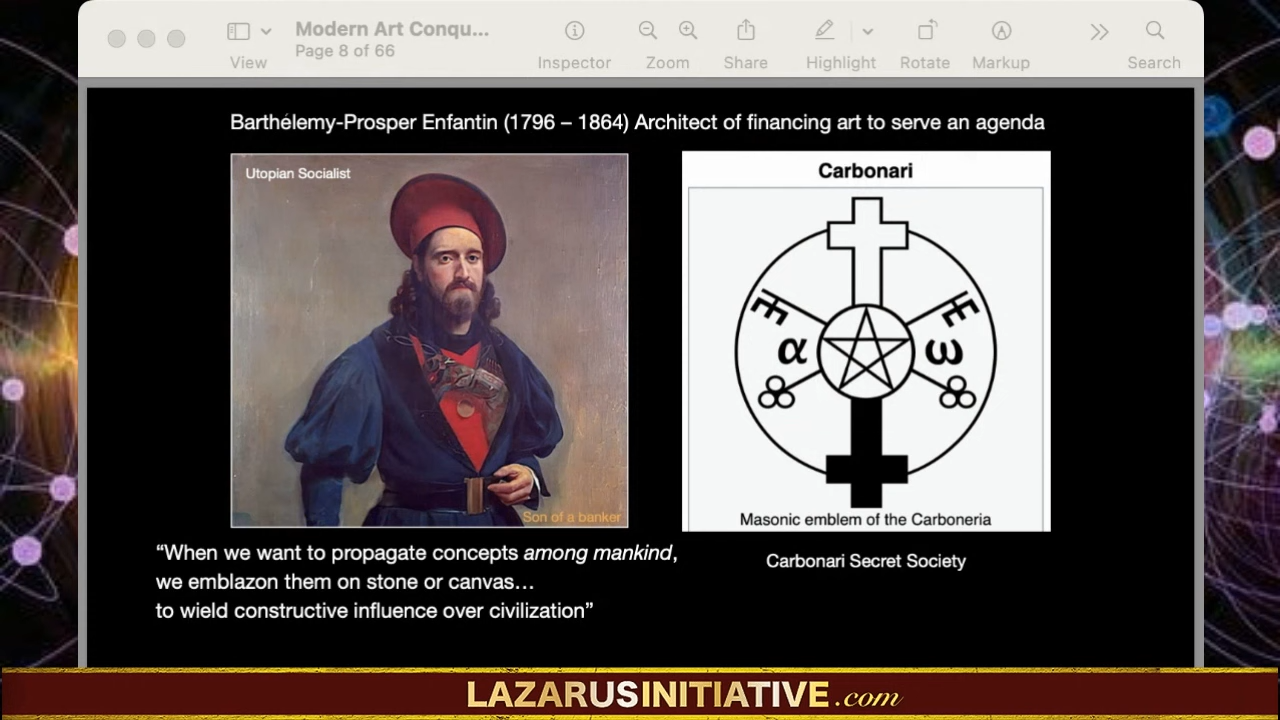 Modern Art Conqu...
Page 8 of 66
View
Inspector
Zoom
Share
Highlight
Rotate
Markup
Search
Barthélemy-Prosper Enfantin (1796 – 1864) Architect of financing art to serve an agenda
Utopian Socialist
Son of a banker
Carbonari
α
ω
Masonic emblem of the Carboneria
Carbonari Secret Society
“When we want to propagate concepts among mankind,
we emblazon them on stone or canvas…
to wield constructive influence over civilization”
LAZARUSINITIATIVE.com